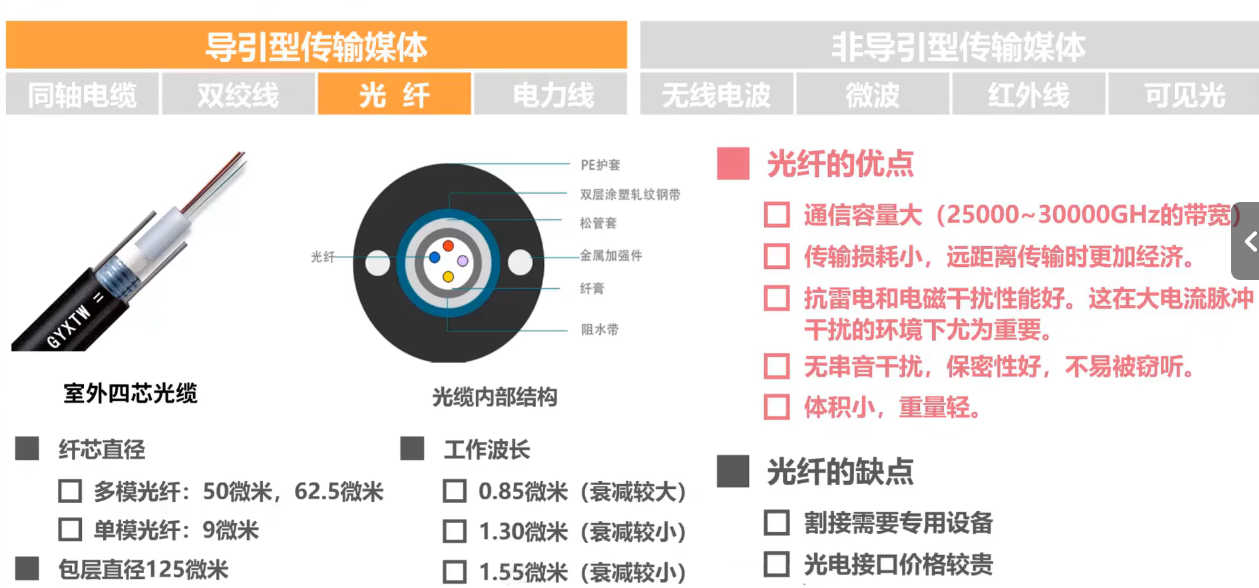 导引型传输媒体
非导引型传输媒体
同轴电缆
双绞线
光 纤
电力线
无线电波
微波
红外线
可见光
GYXTW
PE护套
双层涂塑轧纹钢带
松管套
光纤
金属加强件
纤膏
阻水带
室外四芯光缆
光缆内部结构
纤芯直径
多模光纤：50微米，62.5微米
单模光纤：9微米
包层直径125微米
工作波长
0.85微米（衰减较大）
1.30微米（衰减较小）
1.55微米（衰减较小）
光纤的优点
通信容量大（25000~30000GHz的带宽）
传输损耗小，远距离传输时更加经济。
抗雷电和电磁干扰性能好。这在大电流脉冲
干扰的环境下尤为重要。
无串音干扰，保密性好，不易被窃听。
体积小，重量轻。
光纤的缺点
割接需要专用设备
光电接口价格较贵